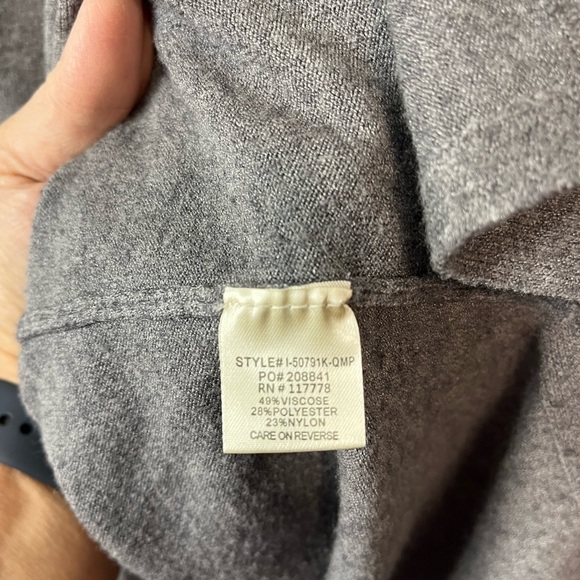 STYLE# I-50791K-QMP
PO# 208841
RN # 117778
49%VISCOSE
28%POLYESTER
23%NYLON
CARE ON REVERSE